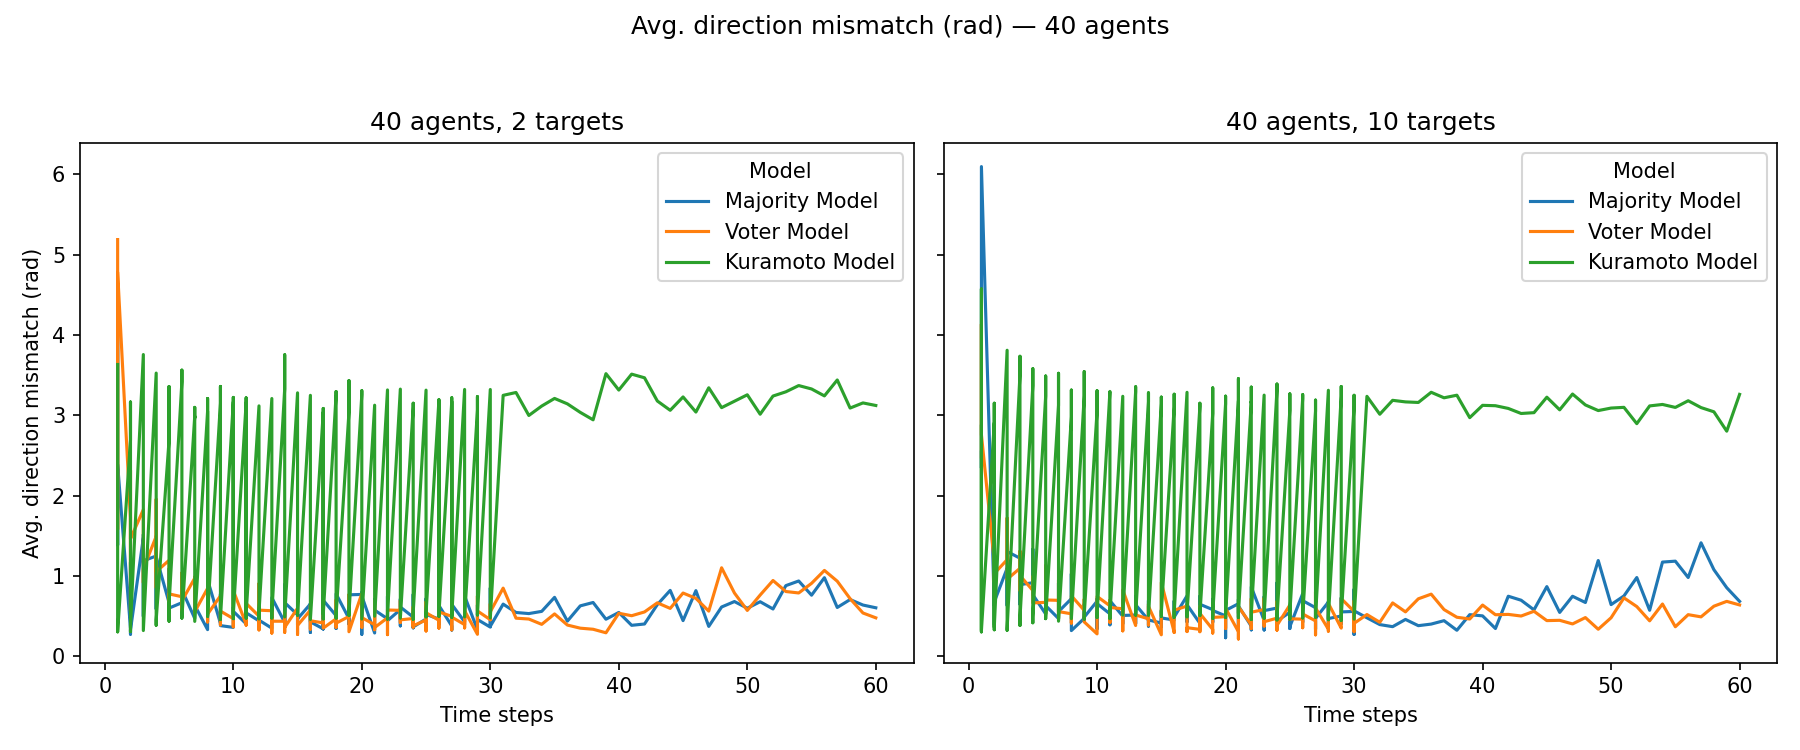 Avg. direction mismatch (rad) — 40 agents
40 agents, 2 targets
Avg. direction mismatch (rad)
6
5
4
3
2
1
0
Model
Majority Model
Voter Model
Kuramoto Model
0 10 20 30 40 50 60
Time steps
40 agents, 10 targets
Model
Majority Model
Voter Model
Kuramoto Model
0 10 20 30 40 50 60
Time steps